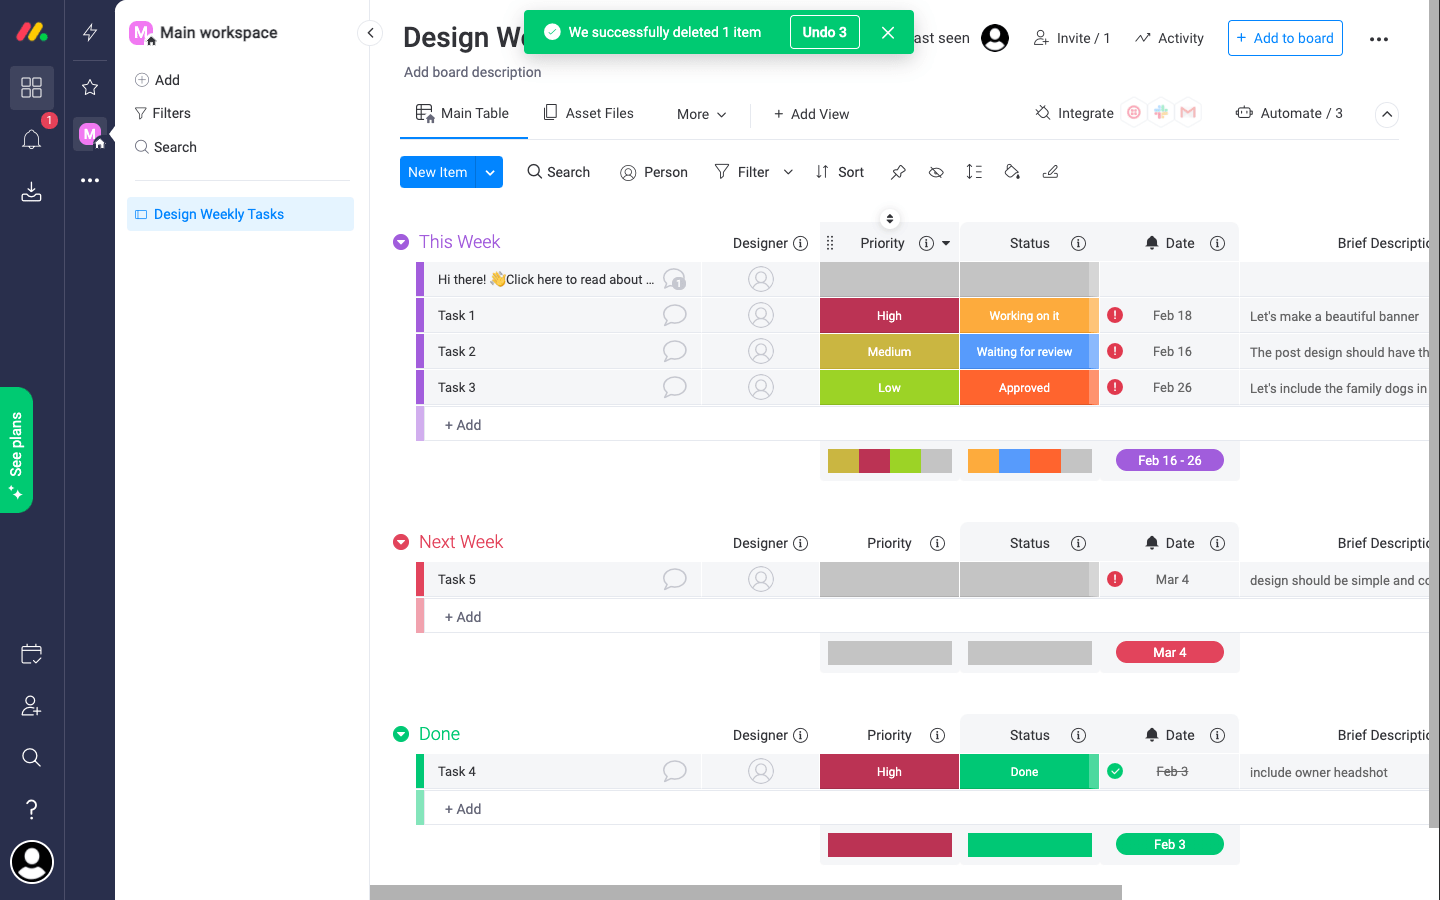 Design We
We successfully deleted 1 item
Undo 3
ast seen
Invite / 1
Activity
+ Add to board
Add board description
M
Main workspace
Add
Filters
Search
Design Weekly Tasks
1
M
See plans
Main Table
Asset Files
More
+ Add View
Integrate
Automate / 3
New Item
Search
Person
Filter
Sort
This Week
Designer
Priority
Status
Date
Brief Descriptio
Hi there! 👋Click here to read about ...
1
Task 1
High
Working on it
Feb 18
Let's make a beautiful banner
Task 2
Medium
Waiting for review
Feb 16
The post design should have th
Task 3
Low
Approved
Feb 26
Let's include the family dogs in
+ Add
Feb 16 - 26
Next Week
Designer
Priority
Status
Date
Brief Descriptio
Task 5
Mar 4
design should be simple and co
+ Add
Mar 4
Done
Designer
Priority
Status
Date
Brief Descriptio
Task 4
High
Done
Feb 3
include owner headshot
+ Add
Feb 3